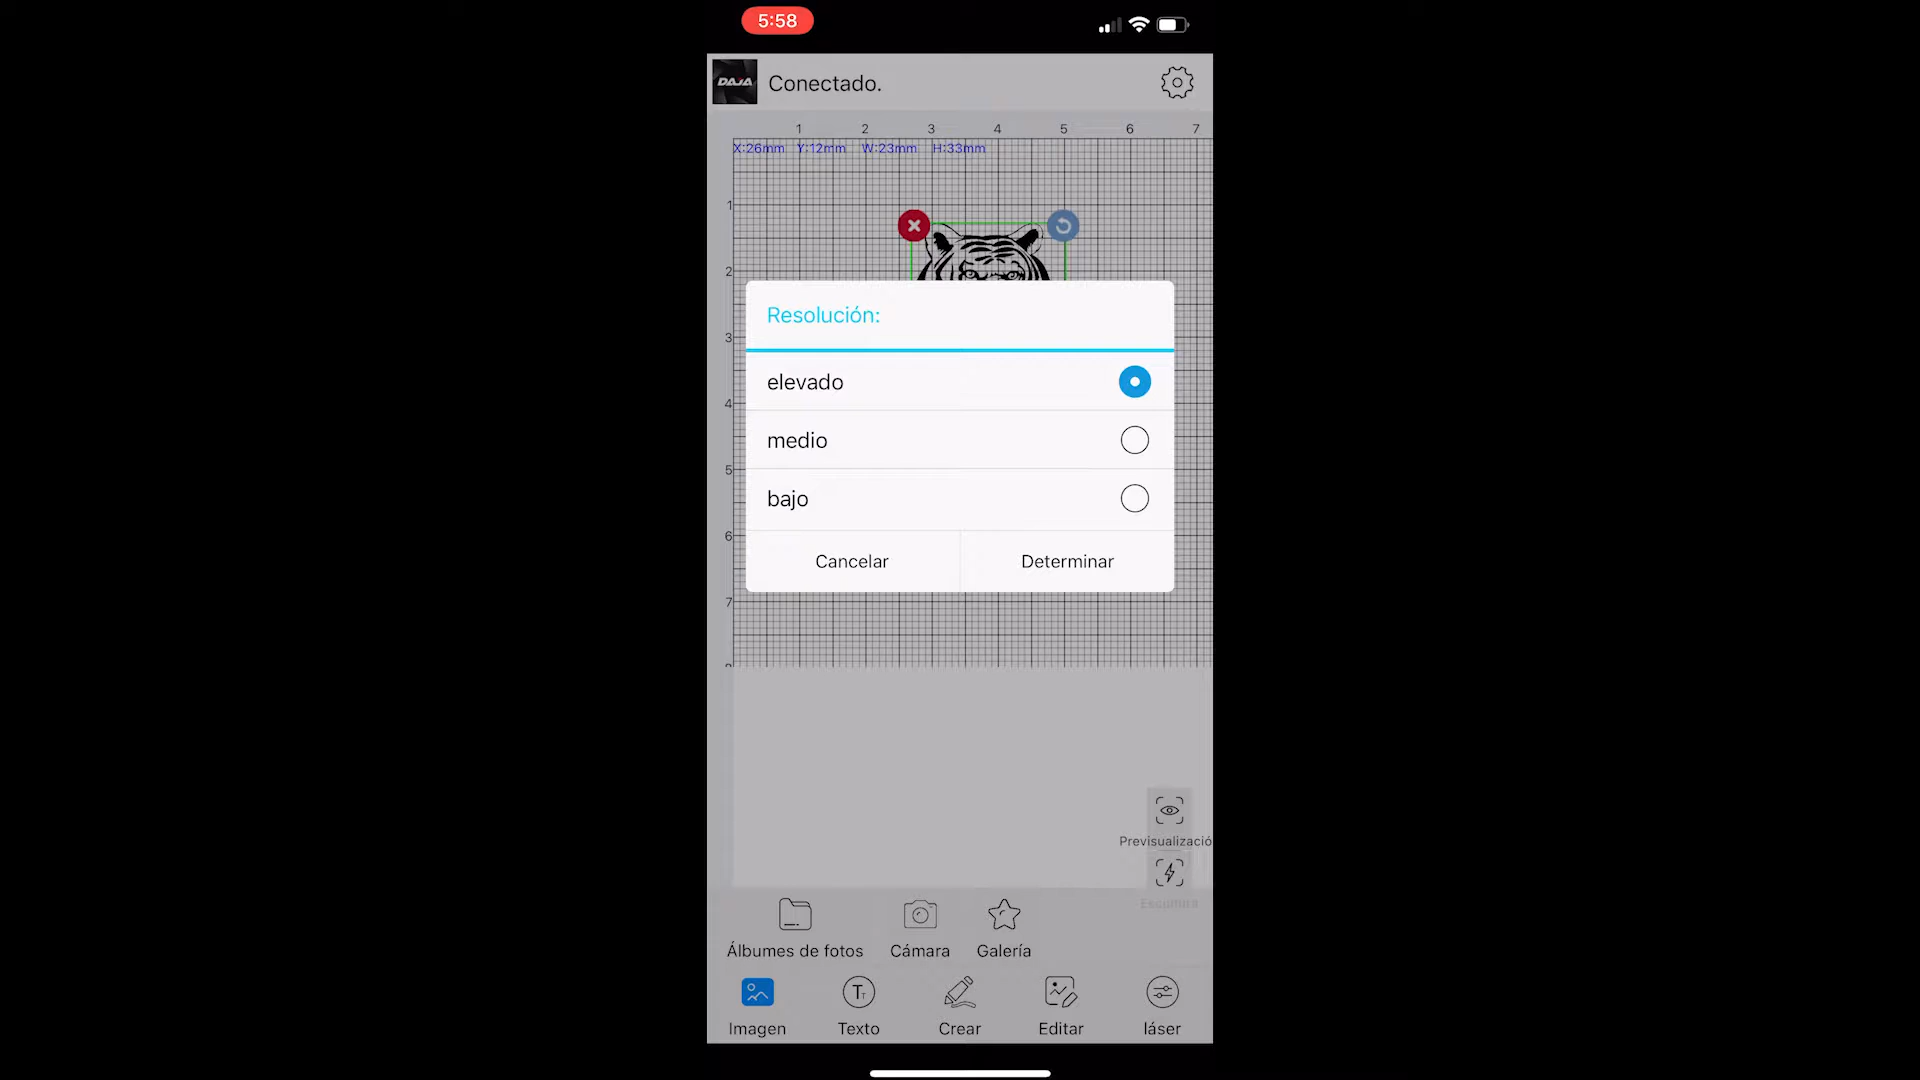 5:58
DAJA
Conectado.
1 2 3 4 5 6 7
X:26mm Y:12mm W:23mm H:33mm
1
2
Resolución:
3
elevado
4
medio
5
bajo
6
Cancelar Determinar
7
8
Previsualizació
Álbumes de fotos Cámara Galería
Imagen Texto Crear Editar láser